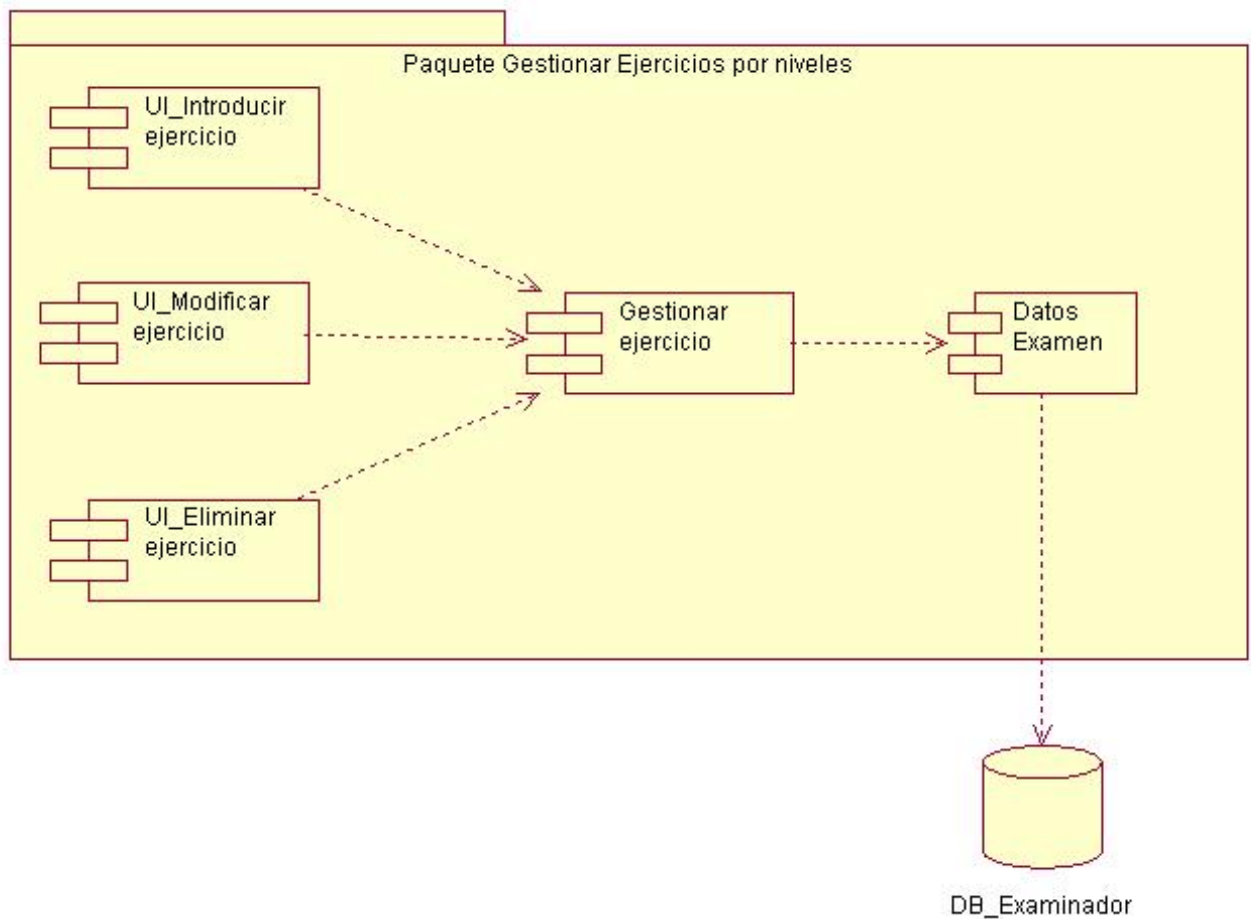 Paquete Gestionar Ejercicios por niveles
UI_Introducir
ejercicio
UI_Modificar
ejercicio
Gestionar
ejercicio
Datos
Examen
UI_Eliminar
ejercicio
DB_Examinador